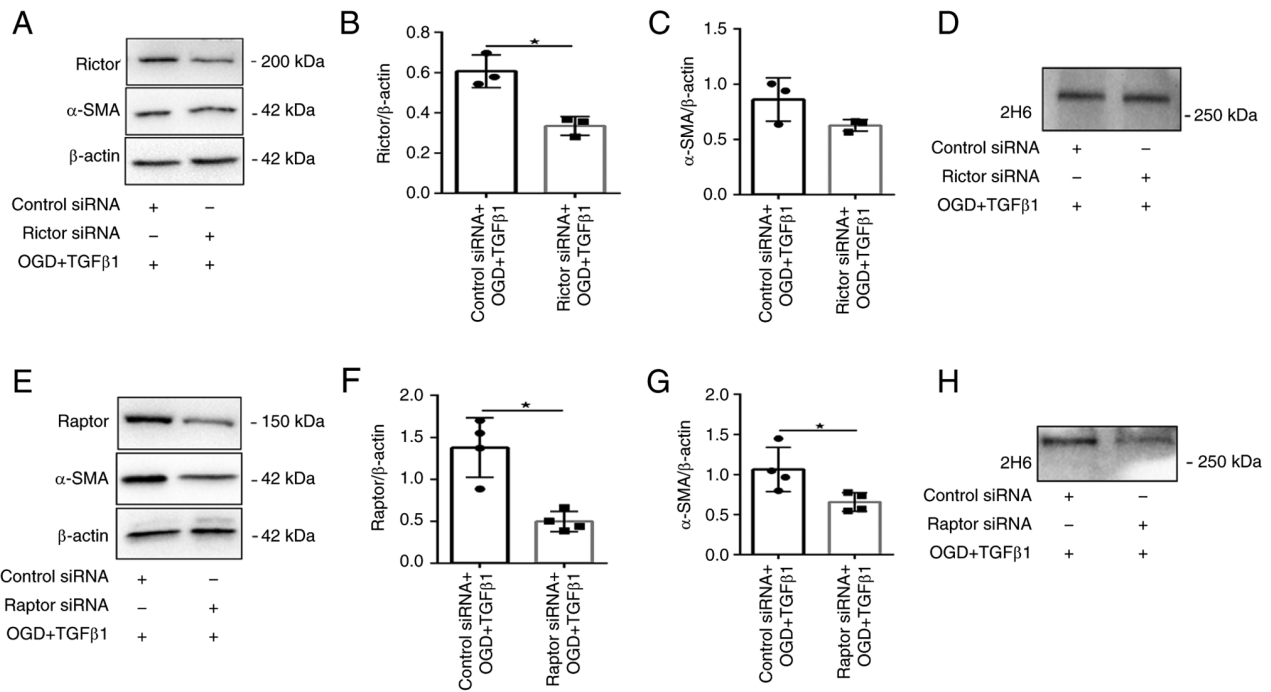 A
Rictor
- 200 kDa
α-SMA
- 42 kDa
β-actin
- 42 kDa
Control siRNA + –
Rictor siRNA – +
OGD+TGFβ1 + +
B
Rictor/β-actin
0.8
0.6
0.4
0.2
0.0
*
Control siRNA+
OGD+TGFβ1
Rictor siRNA+
OGD+TGFβ1
C
α-SMA/β-actin
1.5
1.0
0.5
0.0
Control siRNA+
OGD+TGFβ1
Rictor siRNA+
OGD+TGFβ1
D
2H6
- 250 kDa
Control siRNA + –
Rictor siRNA – +
OGD+TGFβ1 + +
E
Raptor
- 150 kDa
α-SMA
- 42 kDa
β-actin
- 42 kDa
Control siRNA + –
Raptor siRNA – +
OGD+TGFβ1 + +
F
Raptor/β-actin
2.0
1.5
1.0
0.5
0.0
*
Control siRNA+
OGD+TGFβ1
Raptor siRNA+
OGD+TGFβ1
G
α-SMA/β-actin
2.0
1.5
1.0
0.5
0.0
*
Control siRNA+
OGD+TGFβ1
Raptor siRNA+
OGD+TGFβ1
H
2H6
- 250 kDa
Control siRNA + –
Raptor siRNA – +
OGD+TGFβ1 + +